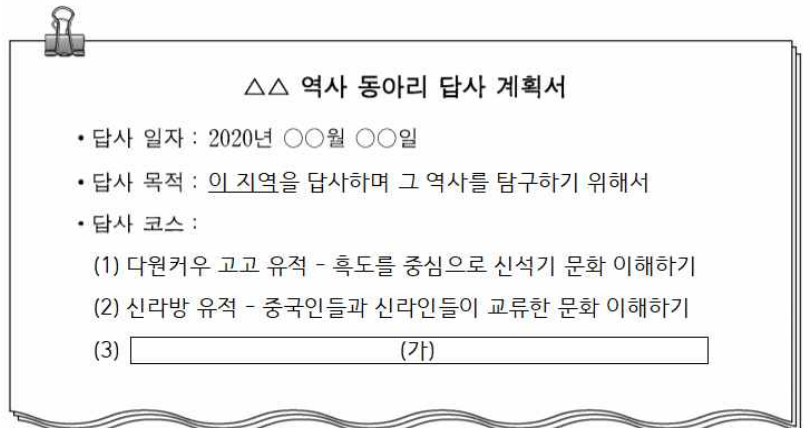 △△ 역사 동아리 답사 계획서
• 답사 일자 : 2020년 ○○월 ○○일
• 답사 목적 : 이 지역을 답사하며 그 역사를 탐구하기 위해서
• 답사 코스 :
(1) 다원커우 고고 유적 - 흑도를 중심으로 신석기 문화 이해하기
(2) 신라방 유적 - 중국인들과 신라인들이 교류한 문화 이해하기
(3) (가)